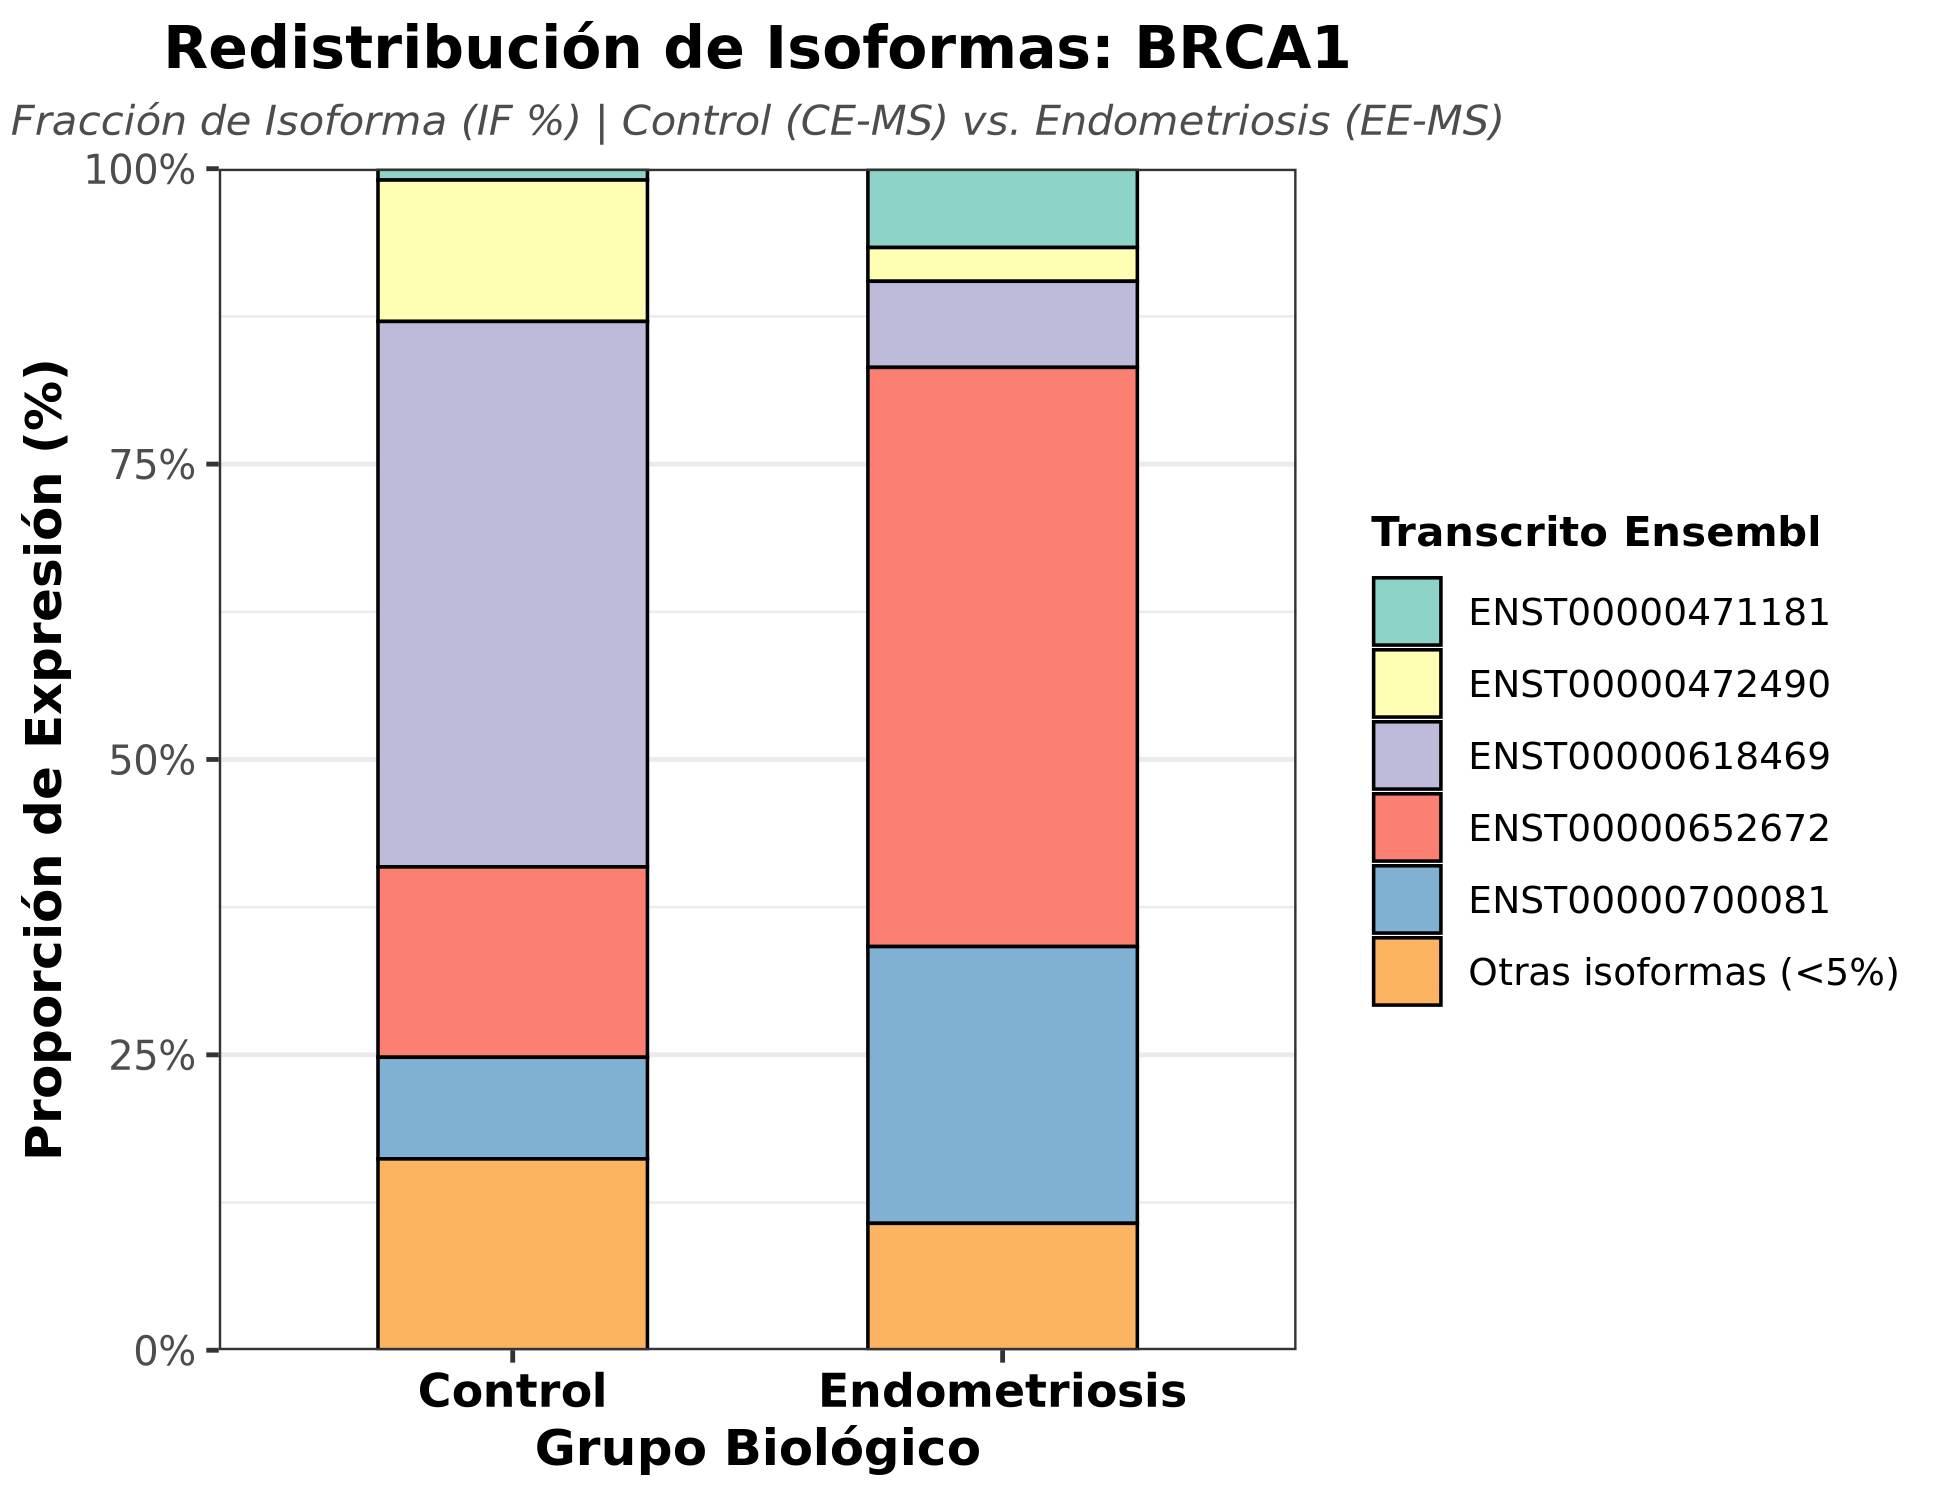 Redistribución de Isoformas: BRCA1
Fracción de Isoforma (IF %) | Control (CE-MS) vs. Endometriosis (EE-MS)
Proporción de Expresión (%)
100%
75%
50%
25%
0%
Control
Endometriosis
Grupo Biológico
Transcrito Ensembl
ENST00000471181
ENST00000472490
ENST00000618469
ENST00000652672
ENST00000700081
Otras isoformas (<5%)